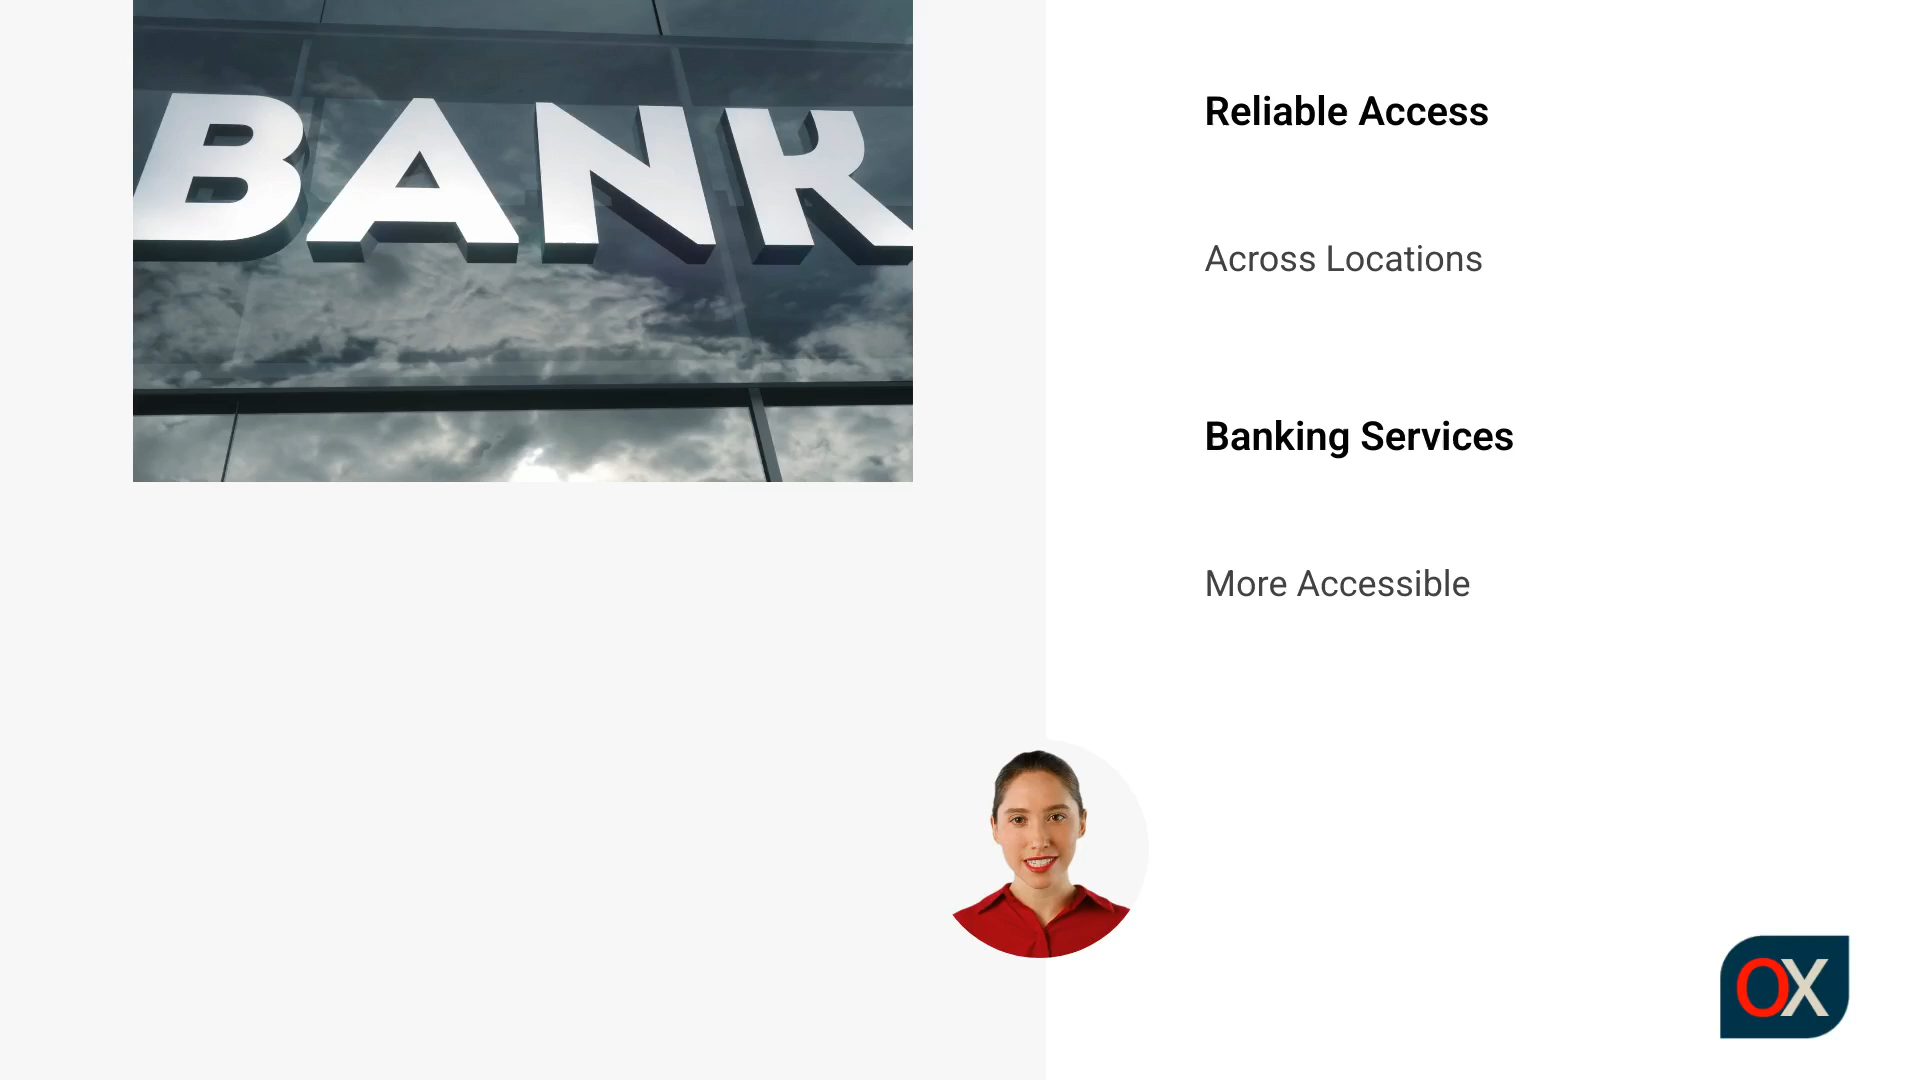 BANK
Reliable Access
Across Locations
Banking Services
More Accessible
OX